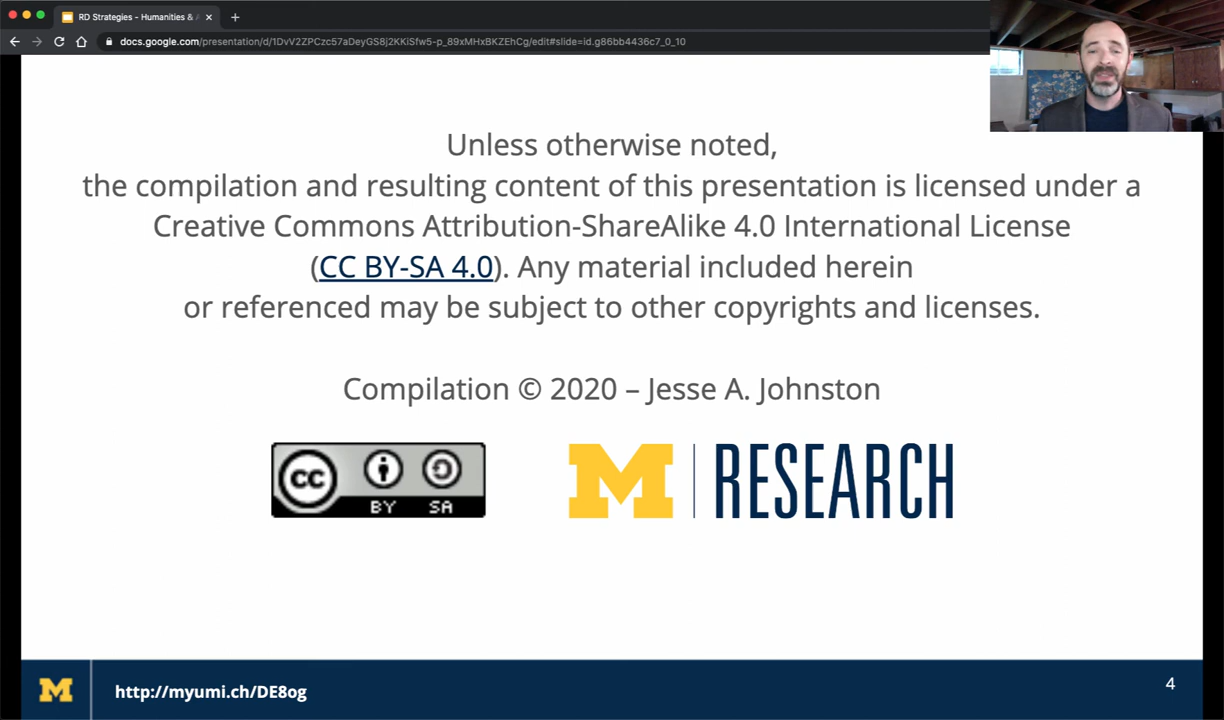 RD Strategies - Humanities & A
docs.google.com/presentation/d/1DvV2ZPCzc57aDeyGS8j2KKiSfw5-p_89xMHxBKZEhCg/edit#slide=id.g86bb4436c7_0_10
Unless otherwise noted,
the compilation and resulting content of this presentation is licensed under a
Creative Commons Attribution-ShareAlike 4.0 International License
(CC BY-SA 4.0). Any material included herein
or referenced may be subject to other copyrights and licenses.
Compilation © 2020 – Jesse A. Johnston
CC BY SA
M RESEARCH
M http://myumi.ch/DE8og 4